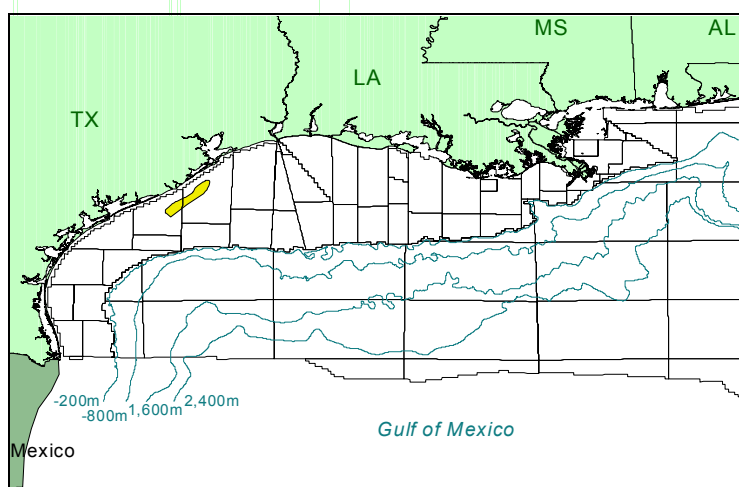 MS
AL
LA
TX
-200m
-800m
1,600m
2,400m
Gulf of Mexico
Mexico